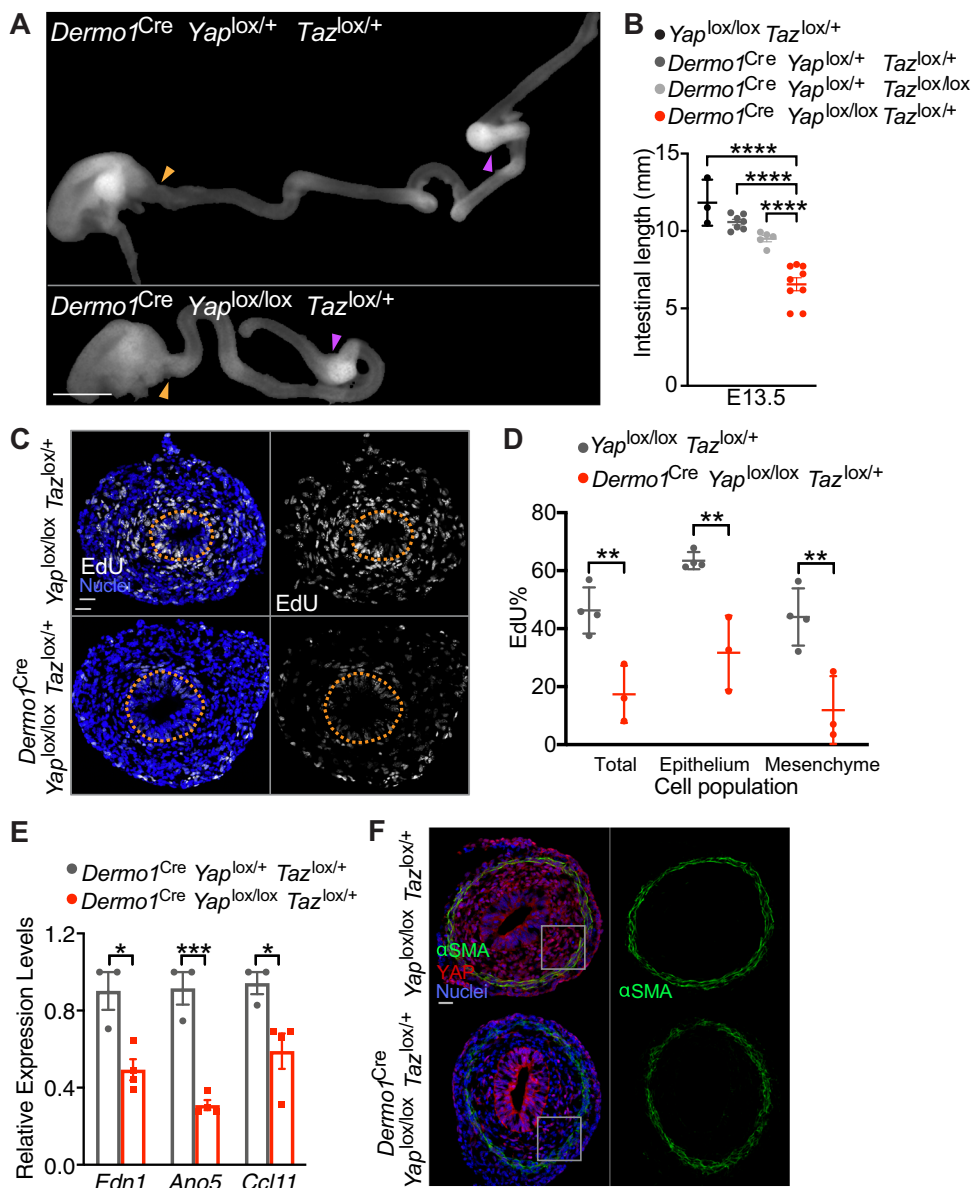 A
Dermo1Cre Yaplox/+ Tazlox/+
Dermo1Cre Yaplox/lox Tazlox/+
B
Yaplox/lox Tazlox/+
Dermo1Cre Yaplox/+ Tazlox/+
Dermo1Cre Yaplox/+ Tazlox/lox
Dermo1Cre Yaplox/lox Tazlox/+
Intestinal length (mm)
15
10
5
0
****
****
****
E13.5
C
Yaplox/lox Tazlox/+
EdU
Nuclei
EdU
Dermo1Cre
Yaplox/lox Tazlox/+
D
Yaplox/lox Tazlox/+
Dermo1Cre Yaplox/lox Tazlox/+
EdU%
80
60
40
20
0
**
**
**
Total Epithelium Mesenchyme
Cell population
E
Dermo1Cre Yaplox/+ Tazlox/+
Dermo1Cre Yaplox/lox Tazlox/+
Relative Expression Levels
1.2
0.8
0.4
0.0
*
***
*
Edn1 Ano5 Ccl11
F
Yaplox/lox Tazlox/+
αSMA
YAP
Nuclei
αSMA
Dermo1Cre
Yaplox/lox Tazlox/+